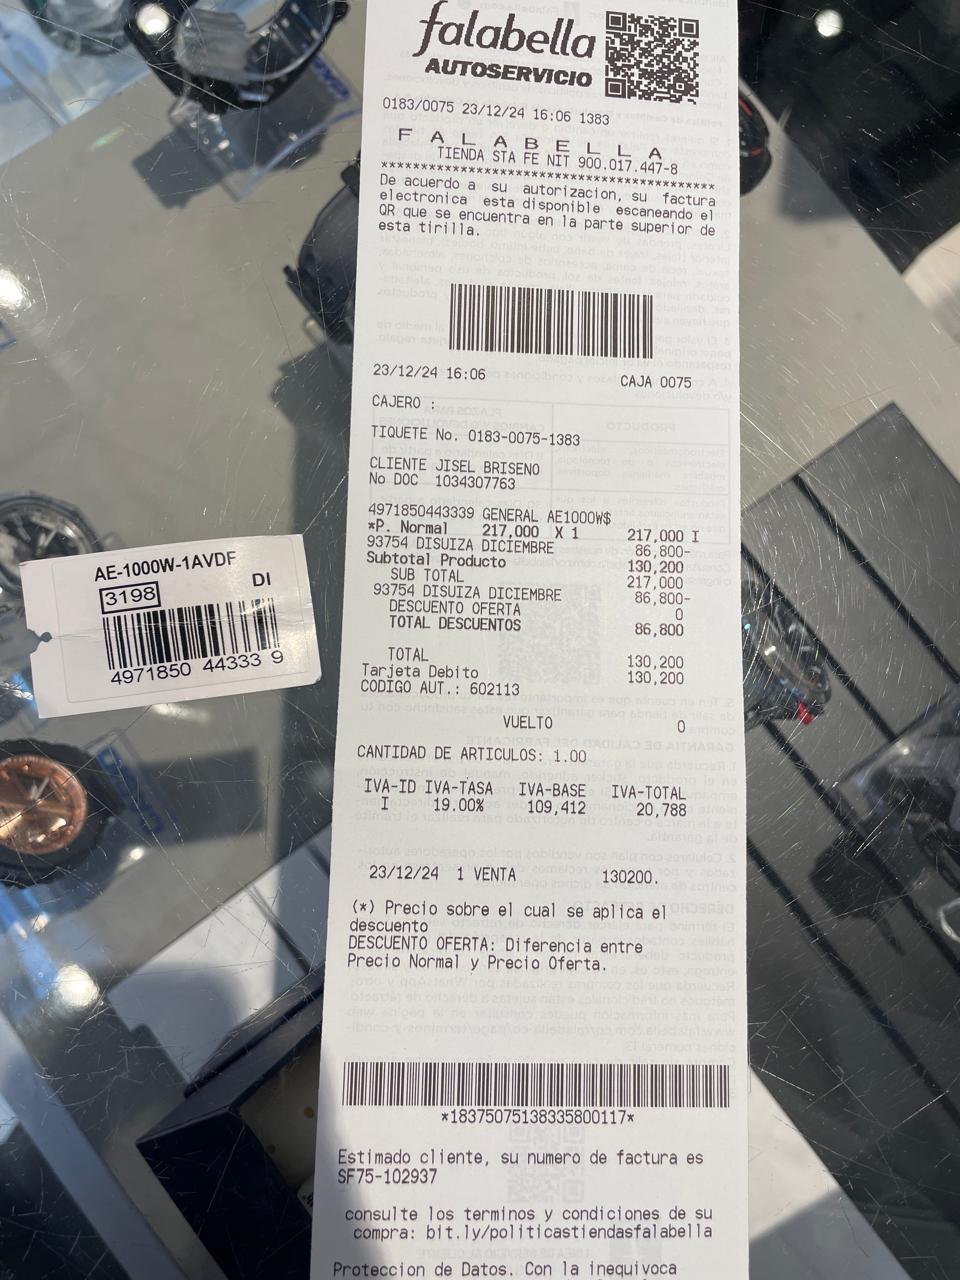 falabella
AUTOSERVICIO
0183/0075 23/12/24 16:06 1383
F A L A B E L L A
TIENDA STA FE NIT 900.017.447-8
****************************************
De acuerdo a su autorizacion, su factura
electronica esta disponible escaneando el
QR que se encuentra en la parte superior de
esta tirilla.
23/12/24 16:06 CAJA 0075
CAJERO :
TIQUETE No. 0183-0075-1383
CLIENTE JISEL BRISENO
No DOC 1034307763
4971850443339 GENERAL AE1000W$
*P. Normal 217,000 X 1 217,000 I
93754 DISUIZA DICIEMBRE 86,800-
Subtotal Producto 130,200
SUB TOTAL 217,000
93754 DISUIZA DICIEMBRE 86,800-
DESCUENTO OFERTA 0
TOTAL DESCUENTOS 86,800
TOTAL 130,200
Tarjeta Debito 130,200
CODIGO AUT.: 602113
VUELTO 0
CANTIDAD DE ARTICULOS: 1.00
IVA-ID IVA-TASA IVA-BASE IVA-TOTAL
I 19.00% 109,412 20,788
23/12/24 1 VENTA 130200.
(*) Precio sobre el cual se aplica el
descuento
DESCUENTO OFERTA: Diferencia entre
Precio Normal y Precio Oferta.
*18375075138335800117*
Estimado cliente, su numero de factura es
SF75-102937
consulte los terminos y condiciones de su
compra: bit.ly/politicastiendasfalabella
Proteccion de Datos. Con la inequivoca
AE-1000W-1AVDF
3198 DI
4971850 44333 9